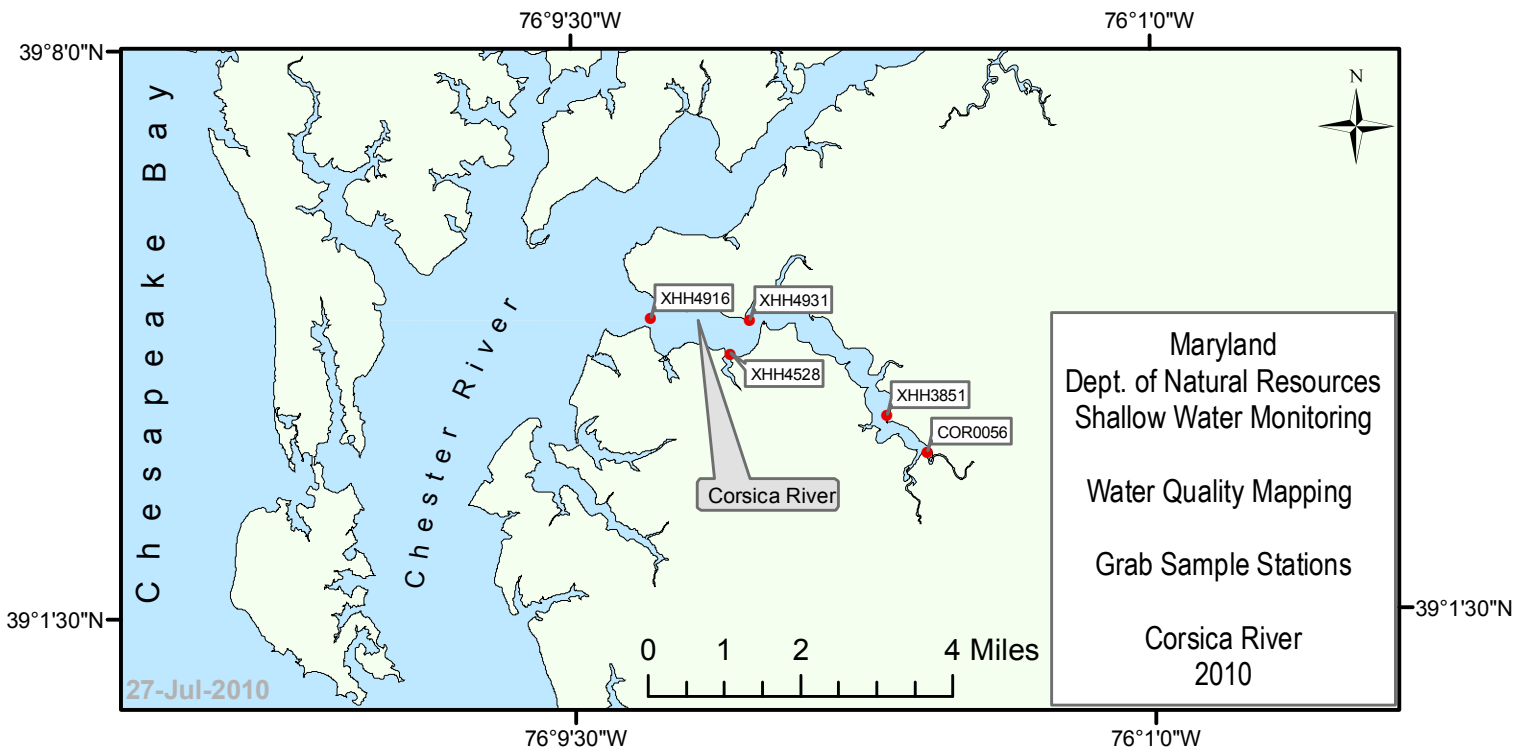 76°9'30"W
76°1'0"W
39°8'0"N
N
Chesapeake Bay
Chester River
XHH4916
XHH4931
XHH4528
XHH3851
COR0056
Corsica River
Maryland
Dept. of Natural Resources
Shallow Water Monitoring
Water Quality Mapping
Grab Sample Stations
Corsica River
2010
39°1'30"N
39°1'30"N
0 1 2 4 Miles
27-Jul-2010
76°9'30"W
76°1'0"W